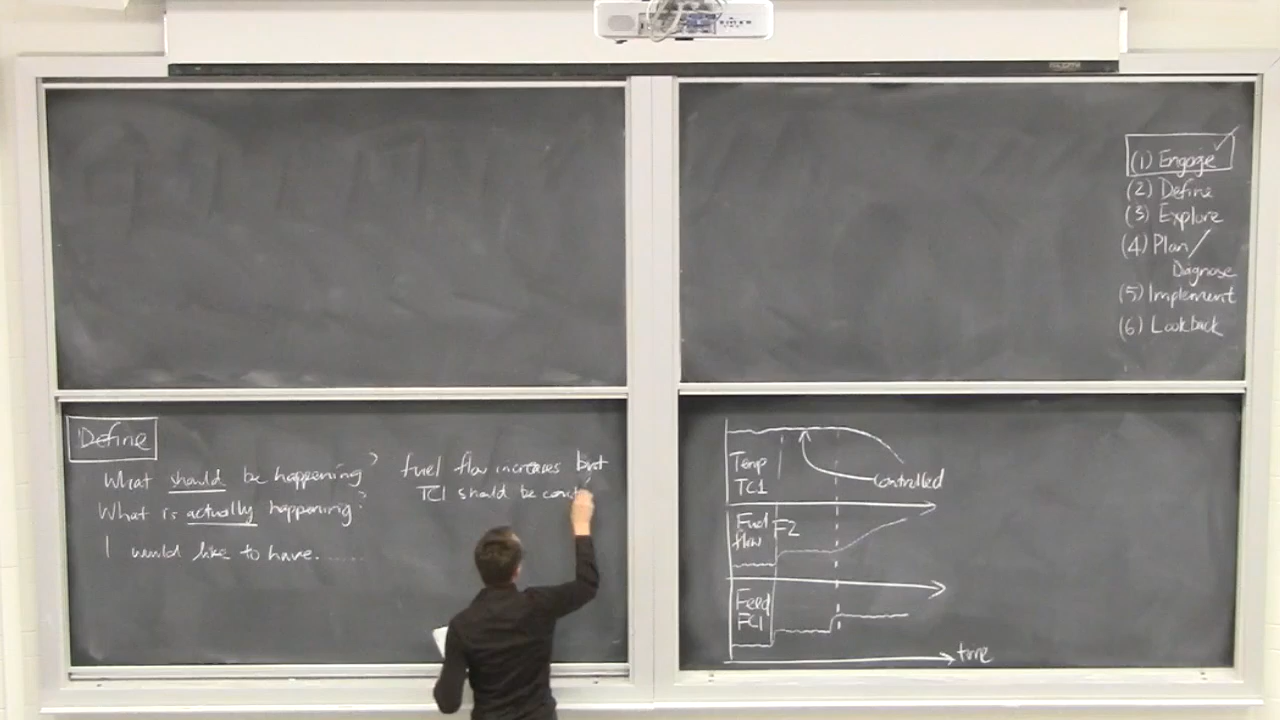 (1) Engage
(2) Define
(3) Explore
(4) Plan/
Diagnose
(5) Implement
(6) Lookback
Define
What should be happening?
What is actually happening?
I would like to have......
fuel flow increases but
TC1 should be const
Temp
TC1
Controlled
Fuel
flow
F2
Feed
FC1
time